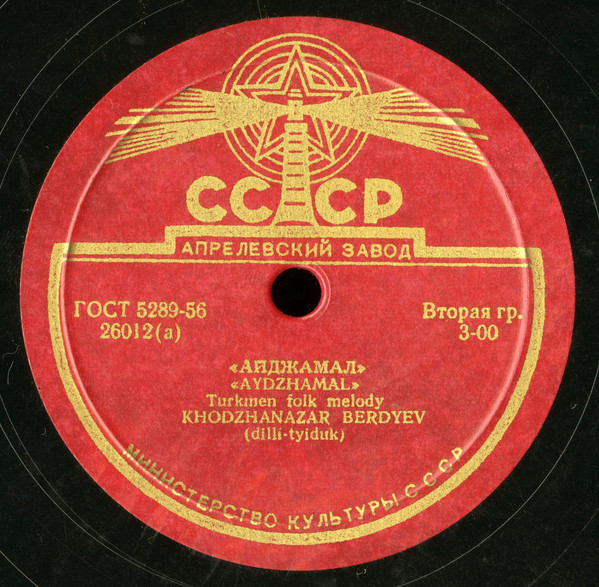 СССР
АПРЕЛЕВСКИЙ ЗАВОД
ГОСТ 5289-56
26012(а)
Вторая гр.
3-00
«АЙДЖАМАЛ»
«AYDZHAMAL»
Turkmen folk melody
KHODZHANAZAR BERDYEV
(dilli-tyiduk)
МИНИСТЕРСТВО КУЛЬТУРЫ СССР